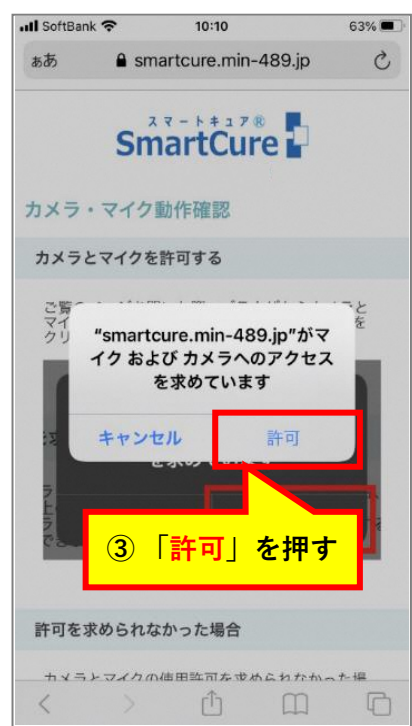 SoftBank 10:10 63%
ぁあ smartcure.min-489.jp
スマートキュア®
SmartCure
カメラ・マイク動作確認
カメラとマイクを許可する
"smartcure.min-489.jp"がマ
イク および カメラへのアクセス
を求めています
キャンセル 許可
③「許可」を押す
許可を求められなかった場合
カメラとマイクの使用許可を求められなかった場